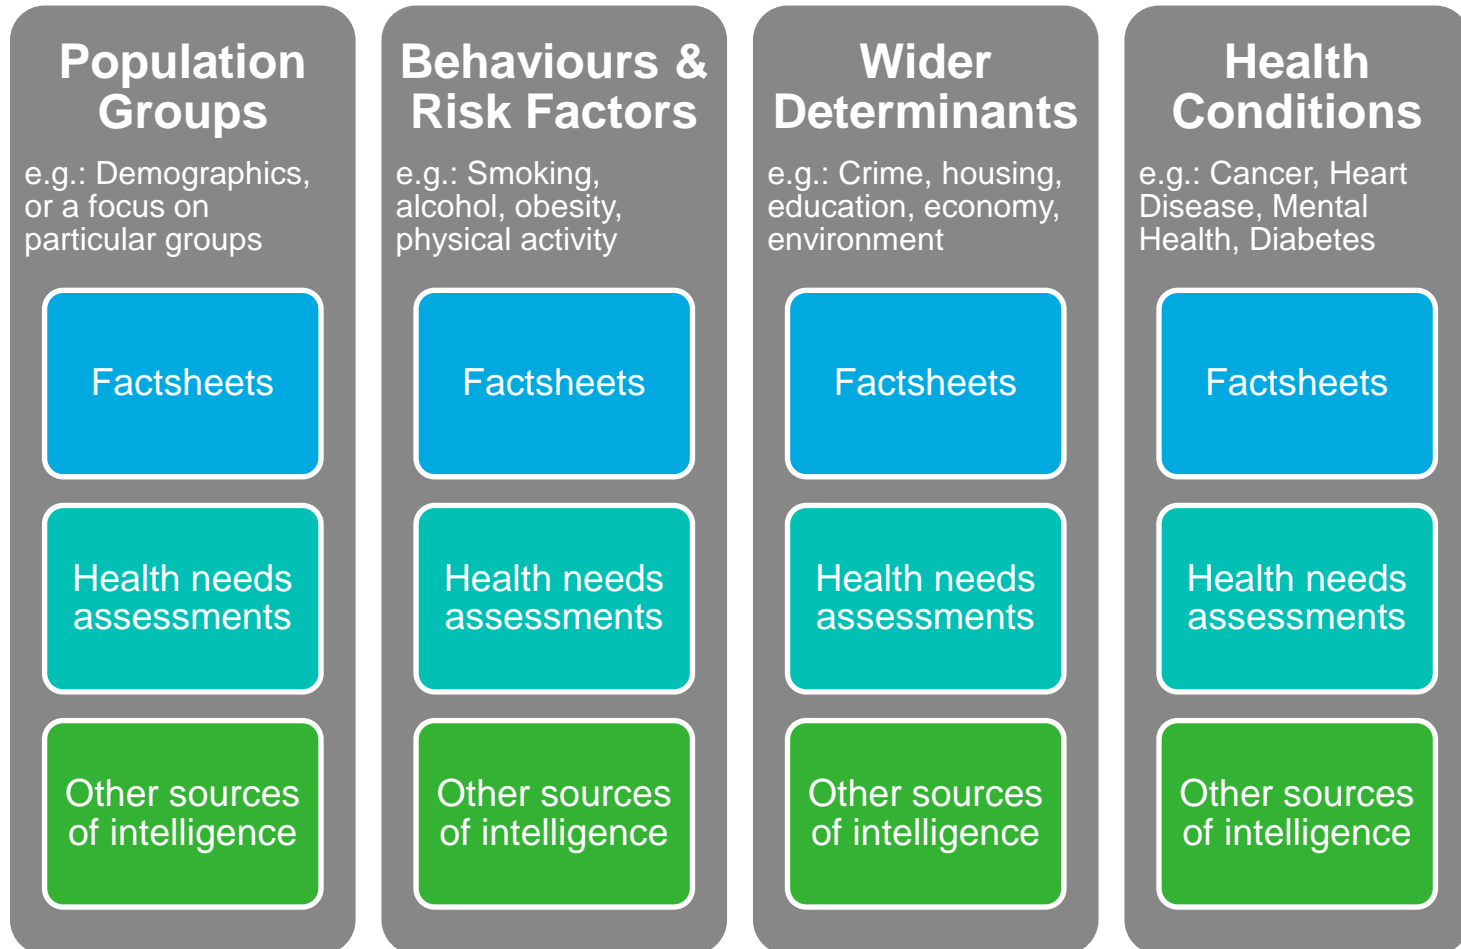 Population
Groups
e.g.: Demographics,
or a focus on
particular groups
Factsheets
Health needs
assessments
Other sources
of intelligence
Behaviours &
Risk Factors
e.g.: Smoking,
alcohol, obesity,
physical activity
Factsheets
Health needs
assessments
Other sources
of intelligence
Wider
Determinants
e.g.: Crime, housing,
education, economy,
environment
Factsheets
Health needs
assessments
Other sources
of intelligence
Health
Conditions
e.g.: Cancer, Heart
Disease, Mental
Health, Diabetes
Factsheets
Health needs
assessments
Other sources
of intelligence